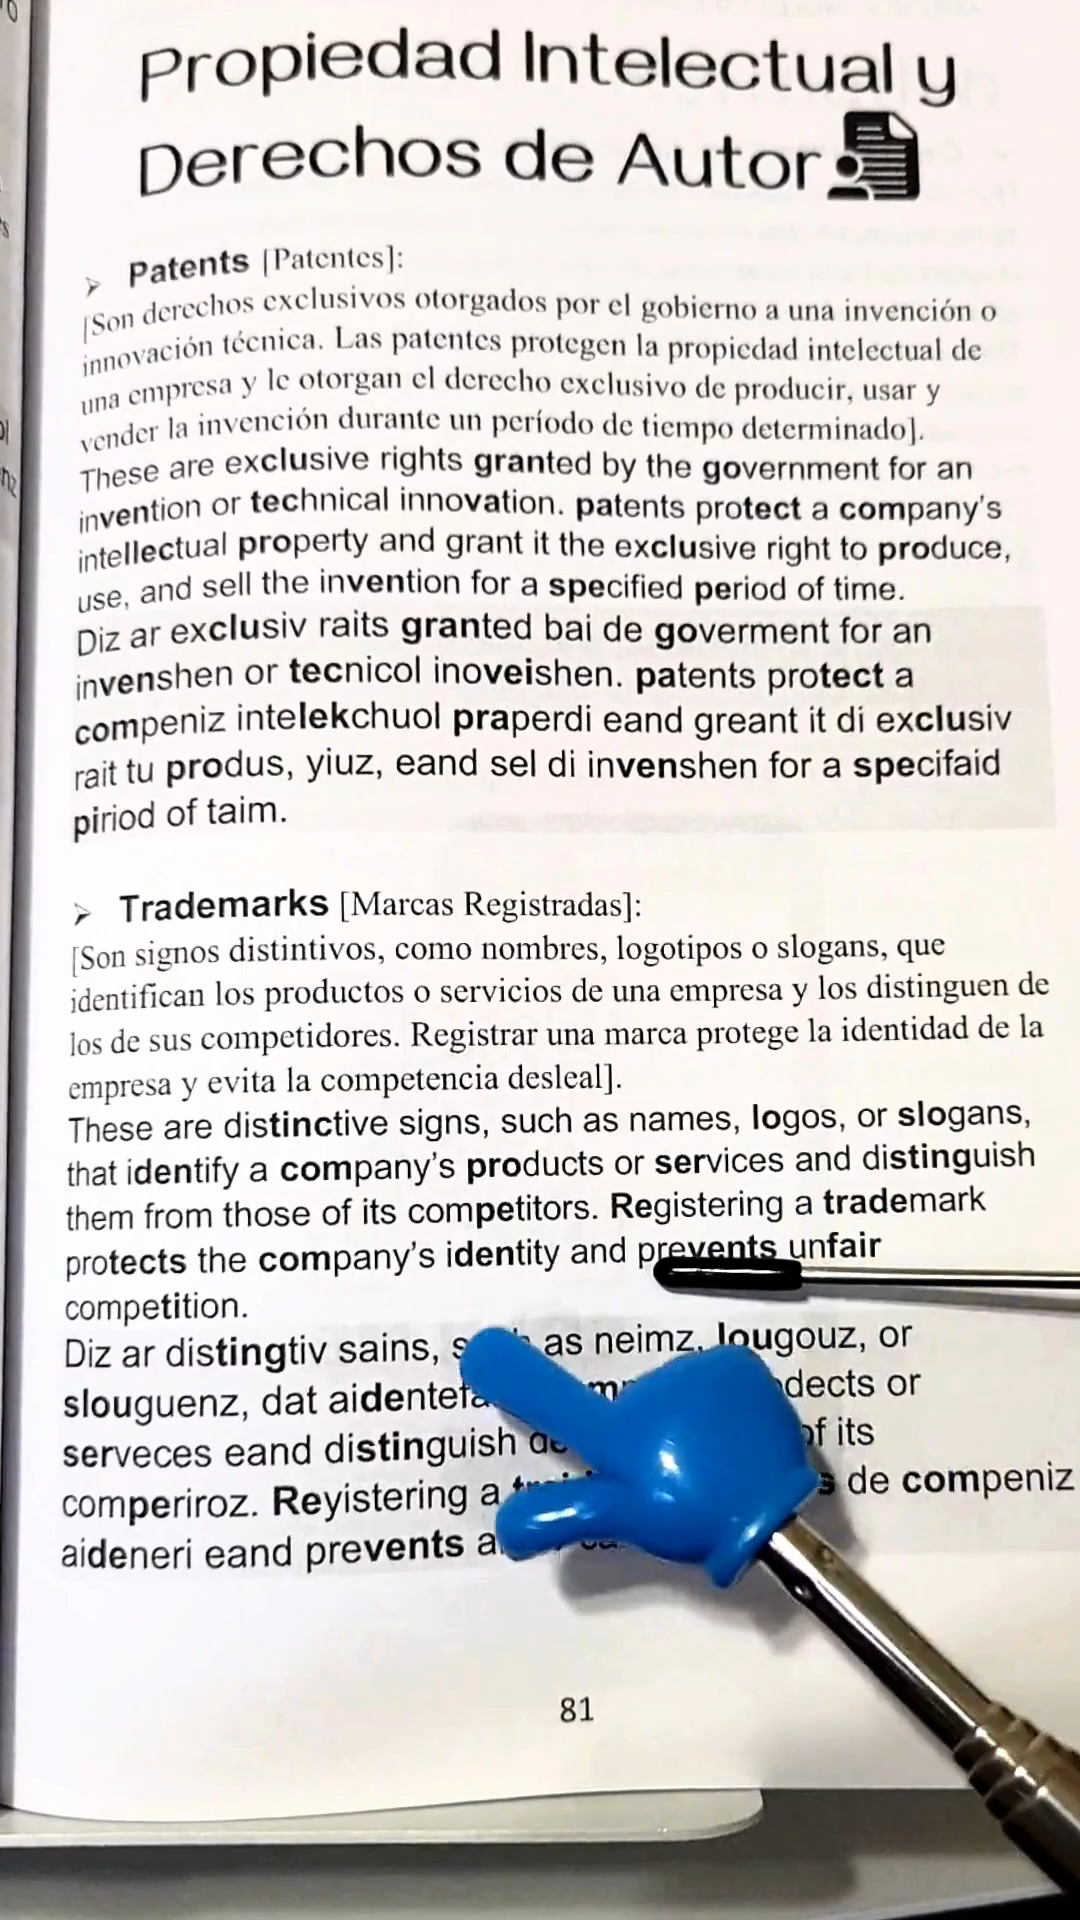 Propiedad Intelectual y
Derechos de Autor
➢ Patents [Patentes]:
[Son derechos exclusivos otorgados por el gobierno a una invención o
innovación técnica. Las patentes protegen la propiedad intelectual de
una empresa y le otorgan el derecho exclusivo de producir, usar y
vender la invención durante un período de tiempo determinado].
These are exclusive rights granted by the government for an
invention or technical innovation. patents protect a company's
intellectual property and grant it the exclusive right to produce,
use, and sell the invention for a specified period of time.
Diz ar exclusiv raits granted bai de goverment for an
invenshen or tecnicol inoveishen. patents protect a
compeniz intelekchuol praperdi eand greant it di exclusiv
rait tu produs, yiuz, eand sel di invenshen for a specifaid
piriod of taim.
➢ Trademarks [Marcas Registradas]:
[Son signos distintivos, como nombres, logotipos o slogans, que
identifican los productos o servicios de una empresa y los distinguen de
los de sus competidores. Registrar una marca protege la identidad de la
empresa y evita la competencia desleal].
These are distinctive signs, such as names, logos, or slogans,
that identify a company's products or services and distinguish
them from those of its competitors. Registering a trademark
protects the company's identity and prevents unfair
competition.
Diz ar distingtiv sains, as neimz, lougouz, or
slouguenz, dat or
serveces eand distinguish of its
comperiroz. Reyistering a de compeniz
aideneri eand prevents
81